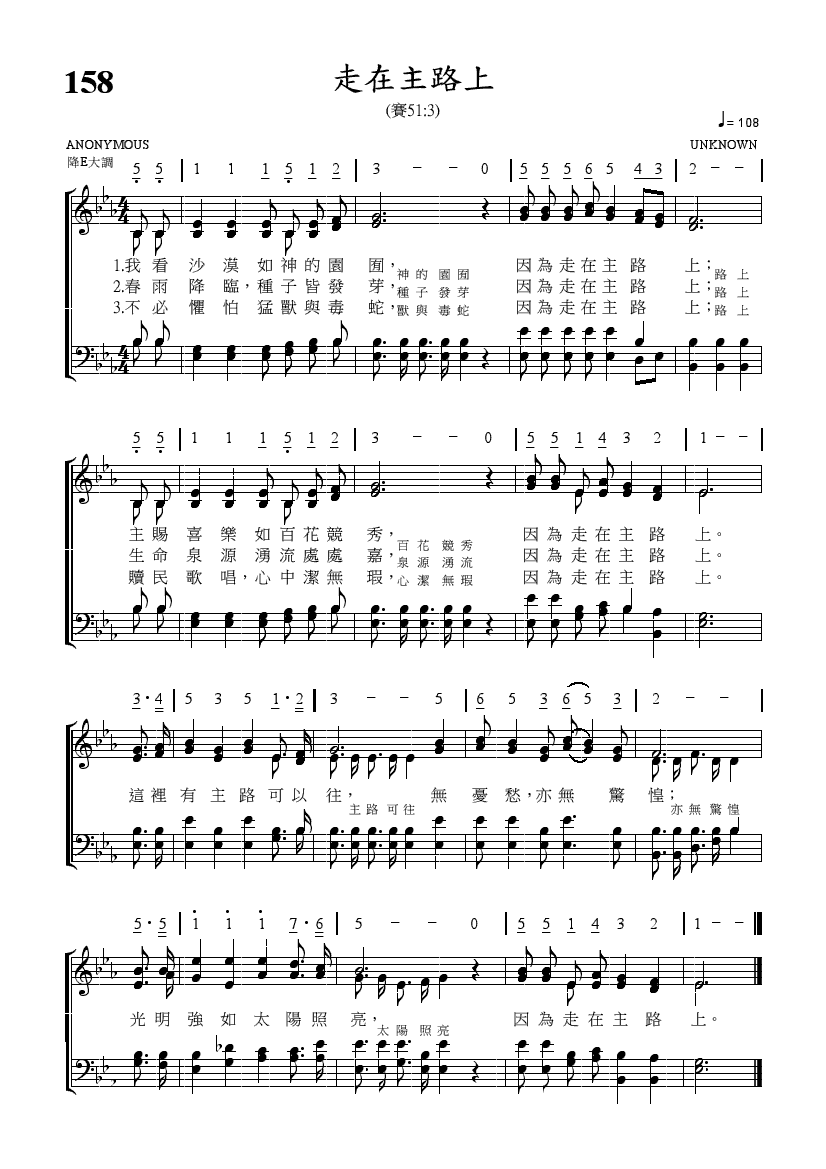 158
走在主路上
(賽51:3)
♩= 108
ANONYMOUS
UNKNOWN
降E大調
5 5 | 1 1 1 5 1 2 | 3 – – 0 | 5 5 5 6 5 4 3 | 2 – –
1.我看沙漠如神的園囿,神的園囿 因為走在主路上;路上
2.春雨降臨,種子皆發芽,種子發芽
3.不必懼怕猛獸與毒蛇,獸與毒蛇 因為走在主路上;路上
因為走在主路上;路上
5 5 | 1 1 1 5 1 2 | 3 – – 0 | 5 5 1 4 3 2 | 1 – –
主賜喜樂如百花競秀,百花競秀 因為走在主路上。
生命泉源湧流處處嘉,泉源湧流 因為走在主路上。
贖民歌唱,心中潔無瑕,心潔無瑕 因為走在主路上。
3·4 | 5 3 5 1·2 | 3 – – 5 | 6 5 3 6 5 3 | 2 – –
這裡有主路可以往,主路可往 無憂愁,亦無驚惶;亦無驚惶
5·5 | 1 1 1 7·6 | 5 – – 0 | 5 5 1 4 3 2 | 1 – –
光明強如太陽照亮,太陽照亮 因為走在主路上。